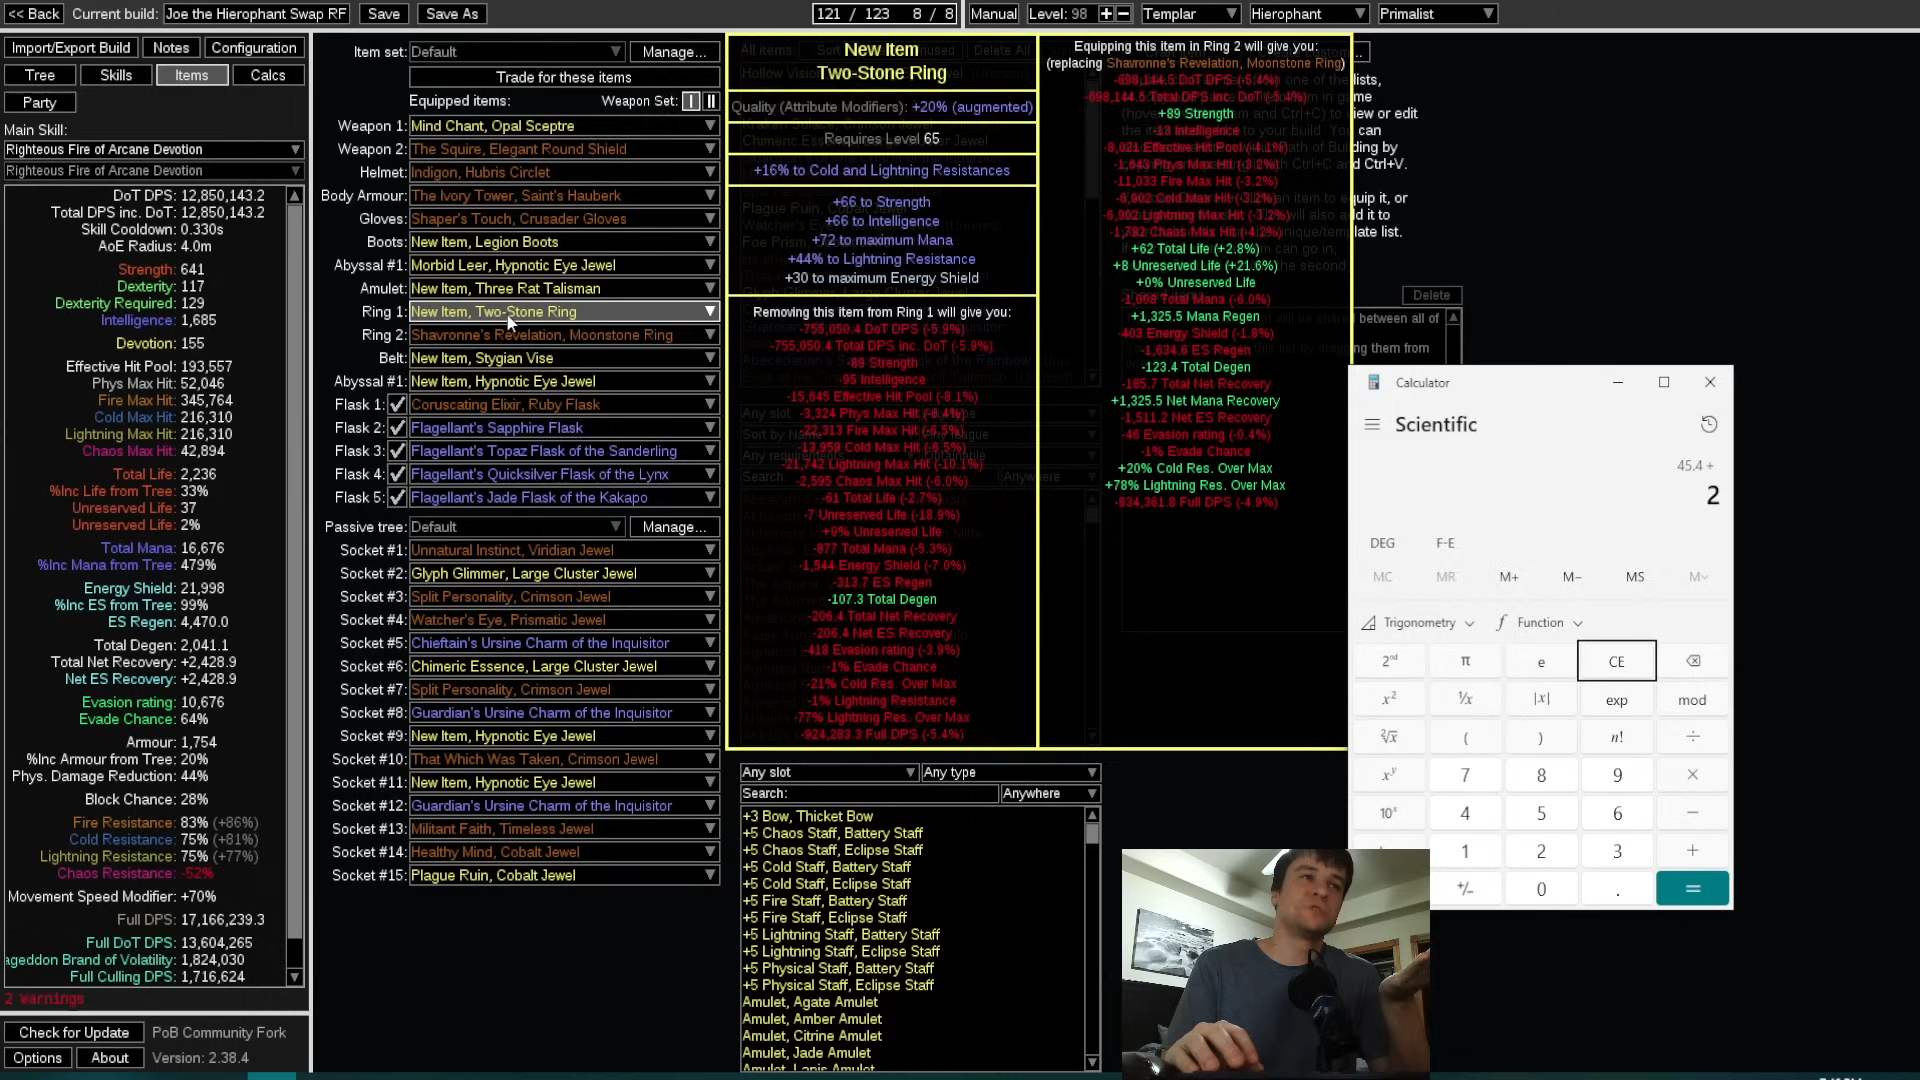 << Back Current build: Joe the Hierophant Swap RF Save Save As 121 / 123 8 / 8 Manual Level: 98 Templar Hierophant Primalist
Import/Export Build Notes Configuration
Tree Skills Items Calcs
Party
Main Skill:
Righteous Fire of Arcane Devotion
Righteous Fire of Arcane Devotion
DoT DPS: 12,850,143.2
Total DPS inc. DoT: 12,850,143.2
Skill Cooldown: 0.330s
AoE Radius: 4.0m
Strength: 641
Dexterity: 117
Dexterity Required: 129
Intelligence: 1,685
Devotion: 155
Effective Hit Pool: 193,557
Phys Max Hit: 52,046
Fire Max Hit: 345,764
Cold Max Hit: 216,310
Lightning Max Hit: 216,310
Chaos Max Hit: 42,894
Total Life: 2,236
%Inc Life from Tree: 33%
Unreserved Life: 37
Unreserved Life: 2%
Total Mana: 16,676
%Inc Mana from Tree: 479%
Energy Shield: 21,998
%Inc ES from Tree: 99%
ES Regen: 4,470.0
Total Degen: 2,041.1
Total Net Recovery: +2,428.9
Net ES Recovery: +2,428.9
Evasion rating: 10,676
Evade Chance: 64%
Armour: 1,754
%Inc Armour from Tree: 20%
Phys. Damage Reduction: 44%
Block Chance: 28%
Fire Resistance: 83% (+86%)
Cold Resistance: 75% (+81%)
Lightning Resistance: 75% (+77%)
Chaos Resistance: -52%
Movement Speed Modifier: +70%
Full DPS: 17,166,239.3
Full DoT DPS: 13,604,265
ageddon Brand of Volatility: 1,824,030
Full Culling DPS: 1,716,624
2 Warnings
Check for Update PoB Community Fork
Options About Version: 2.38.4
Item set: Default Manage...
Trade for these items
Equipped items: Weapon Set: I II
Weapon 1: Mind Chant, Opal Sceptre
Weapon 2: The Squire, Elegant Round Shield
Helmet: Indigon, Hubris Circlet
Body Armour: The Ivory Tower, Saint's Hauberk
Gloves: Shaper's Touch, Crusader Gloves
Boots: New Item, Legion Boots
Abyssal #1: Morbid Leer, Hypnotic Eye Jewel
Amulet: New Item, Three Rat Talisman
Ring 1: New Item, Two-Stone Ring
Ring 2: Shavronne's Revelation, Moonstone Ring
Belt: New Item, Stygian Vise
Abyssal #1: New Item, Hypnotic Eye Jewel
Flask 1: Coruscating Elixir, Ruby Flask
Flask 2: Flagellant's Sapphire Flask
Flask 3: Flagellant's Topaz Flask of the Sanderling
Flask 4: Flagellant's Quicksilver Flask of the Lynx
Flask 5: Flagellant's Jade Flask of the Kakapo
Passive tree: Default Manage...
Socket #1: Unnatural Instinct, Viridian Jewel
Socket #2: Glyph Glimmer, Large Cluster Jewel
Socket #3: Split Personality, Crimson Jewel
Socket #4: Watcher's Eye, Prismatic Jewel
Socket #5: Chieftain's Ursine Charm of the Inquisitor
Socket #6: Chimeric Essence, Large Cluster Jewel
Socket #7: Split Personality, Crimson Jewel
Socket #8: Guardian's Ursine Charm of the Inquisitor
Socket #9: New Item, Hypnotic Eye Jewel
Socket #10: That Which Was Taken, Crimson Jewel
Socket #11: New Item, Hypnotic Eye Jewel
Socket #12: Guardian's Ursine Charm of the Inquisitor
Socket #13: Militant Faith, Timeless Jewel
Socket #14: Healthy Mind, Cobalt Jewel
Socket #15: Plague Ruin, Cobalt Jewel
New Item
Two-Stone Ring
Quality (Attribute Modifiers): +20% (augmented)
Requires Level 65
+16% to Cold and Lightning Resistances
+66 to Strength
+66 to Intelligence
+72 to maximum Mana
+44% to Lightning Resistance
+30 to maximum Energy Shield
Removing this item from Ring 1 will give you:
-755,050.4 DoT DPS (-5.9%)
-755,050.4 Total DPS inc. DoT (-5.9%)
-89 Strength
-95 Intelligence
-15,645 Effective Hit Pool (-8.1%)
-3,324 Phys Max Hit (-6.4%)
-22,313 Fire Max Hit (-6.5%)
-13,959 Cold Max Hit (-6.5%)
-21,742 Lightning Max Hit (-10.1%)
-2,595 Chaos Max Hit (-6.0%)
-61 Total Life (-2.7%)
-7 Unreserved Life (-18.9%)
+0% Unreserved Life
-877 Total Mana (-5.3%)
-1,544 Energy Shield (-7.0%)
-313.7 ES Regen
-107.3 Total Degen
-206.4 Total Net Recovery
-206.4 Net ES Recovery
-418 Evasion rating (-3.9%)
-1% Evade Chance
-21% Cold Res. Over Max
-1% Lightning Resistance
-77% Lightning Res. Over Max
-924,283.3 Full DPS (-5.4%)
Equipping this item in Ring 2 will give you:
(replacing Shavronne's Revelation, Moonstone Ring)
-698,144.5 DoT DPS (-5.4%)
-698,144.5 Total DPS inc. DoT (-5.4%)
+89 Strength
-13 Intelligence
-8,021 Effective Hit Pool (-4.1%)
-1,643 Phys Max Hit (-3.2%)
-11,033 Fire Max Hit (-3.2%)
-6,902 Cold Max Hit (-3.2%)
-6,902 Lightning Max Hit (-3.2%)
-1,782 Chaos Max Hit (-4.2%)
+62 Total Life (+2.8%)
+8 Unreserved Life (+21.6%)
+0% Unreserved Life
-1,008 Total Mana (-6.0%)
+1,325.5 Mana Regen
-403 Energy Shield (-1.8%)
-1,634.6 ES Regen
-123.4 Total Degen
-185.7 Total Net Recovery
+1,325.5 Net Mana Recovery
-1,511.2 Net ES Recovery
-46 Evasion rating (-0.4%)
-1% Evade Chance
+20% Cold Res. Over Max
+78% Lightning Res. Over Max
-834,361.8 Full DPS (-4.9%)
Delete
Any slot Any type
Search: Anywhere
+3 Bow, Thicket Bow
+5 Chaos Staff, Battery Staff
+5 Chaos Staff, Eclipse Staff
+5 Cold Staff, Battery Staff
+5 Cold Staff, Eclipse Staff
+5 Fire Staff, Battery Staff
+5 Fire Staff, Eclipse Staff
+5 Lightning Staff, Battery Staff
+5 Lightning Staff, Eclipse Staff
+5 Physical Staff, Battery Staff
+5 Physical Staff, Eclipse Staff
Amulet, Agate Amulet
Amulet, Amber Amulet
Amulet, Citrine Amulet
Amulet, Jade Amulet
Amulet, Lapis Amulet
Calculator
Scientific
45.4 +
2
DEG F-E
MC MR M+ M− MS M˅
Trigonometry Function
2ⁿᵈ π e CE
x² ¹/x |x| exp mod
²√x ( ) n! ÷
xʸ 7 8 9 ×
10ˣ 4 5 6 −
1 2 3 +
+/− 0 . =